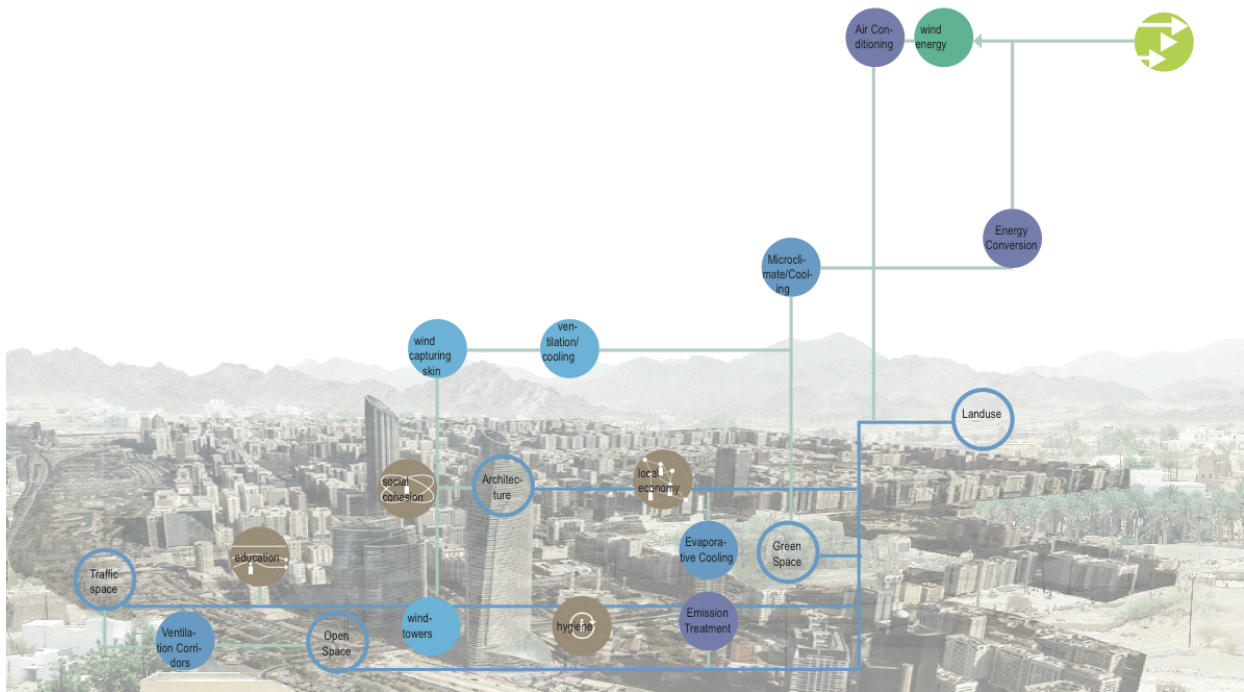 Air Con-
ditioning
wind
energy
Energy
Conversion
Microcli-
mate/Cool-
ing
wind
capturing
skin
ven-
tilation/
cooling
Landuse
social
cohesion
Architec-
ture
local
economy
Evapora-
tive Cooling
Green
Space
education
Traffic
space
Ventila-
tion Corri-
dors
Open
Space
wind-
towers
hygiene
Emission
Treatment